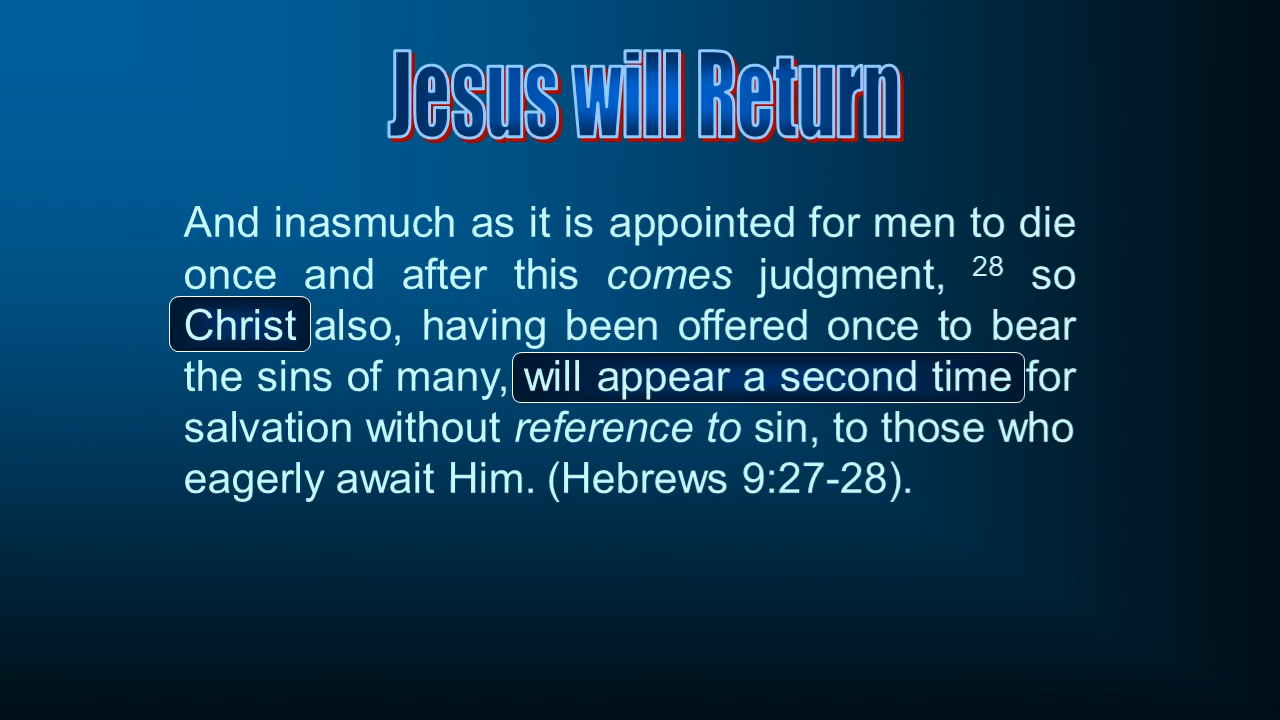 Jesus will Return
And inasmuch as it is appointed for men to die
once and after this comes judgment, 28 so
Christ also, having been offered once to bear
the sins of many, will appear a second time for
salvation without reference to sin, to those who
eagerly await Him. (Hebrews 9:27-28).